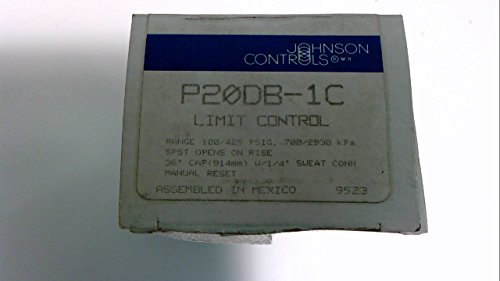 JOHNSON
CONTROLS
P20DB-1C
LIMIT CONTROL
RANGE 100/425 PSIG, 700/2930 kPa
SPST OPENS ON RISE
36" CAP(914mm) W/1/4" SWEAT CONN
MANUAL RESET
ASSEMBLED IN MEXICO 9523